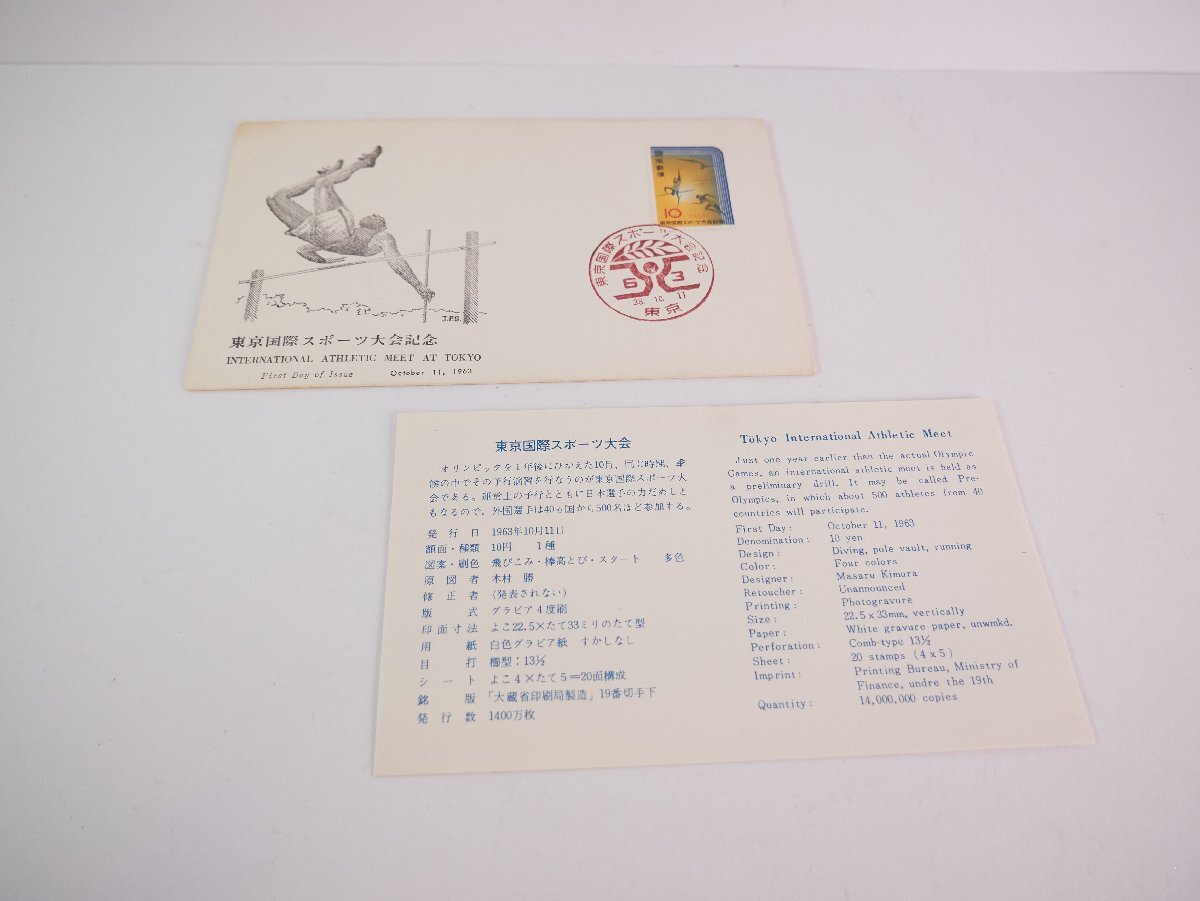 日本郵便
10
東京国際スポーツ大会記念
東京国際スポーツ大会記念
63
38. 10. 11
東京
J.P.S.
東京国際スポーツ大会記念
INTERNATIONAL ATHLETIC MEET AT TOKYO
First Day of Issue October 11, 1963
東京国際スポーツ大会
オリンピックを1年後にひかえた10月、同じ時候、季
節の中でその予行演習を行なうのが東京国際スポーツ大
会である。運営上の予行とともに日本選手の力だめしと
もなるので、外国選手は40ヵ国から500名ほど参加する。
発行日 1963年10月11日
額面・種類 10円 1種
図案・刷色 飛びこみ・棒高とび・スタート 多色
原図者 木村 勝
修正者 (発表されない)
版式 グラビア4度刷
印面寸法 よこ22.5×たて33ミリのたて型
用紙 白色グラビア紙 すかしなし
目打 櫛型:13½
シート よこ4×たて5=20面構成
銘版 「大蔵省印刷局製造」19番切手下
発行数 1400万枚
Tōkyo International Athletic Meet
Just one year earlier than the actual Olympic
Games, an international athletic meet is held as
a preliminary drill. It may be called Pre-
Olympics, in which about 500 athletes from 40
countries will participate.
First Day: October 11, 1963
Denomination: 10 yen
Design: Diving, pole vault, running
Color: Four colors
Designer: Masaru Kimura
Retoucher: Unannounced
Printing: Photogravure
Size: 22.5 x 33mm, vertically
Paper: White gravure paper, unwmkd.
Perforation: Comb-type 13½
Sheet: 20 stamps (4 x 5)
Imprint: Printing Bureau, Ministry of
Finance, undre the 19th
Quantity: 14,000,000 copies